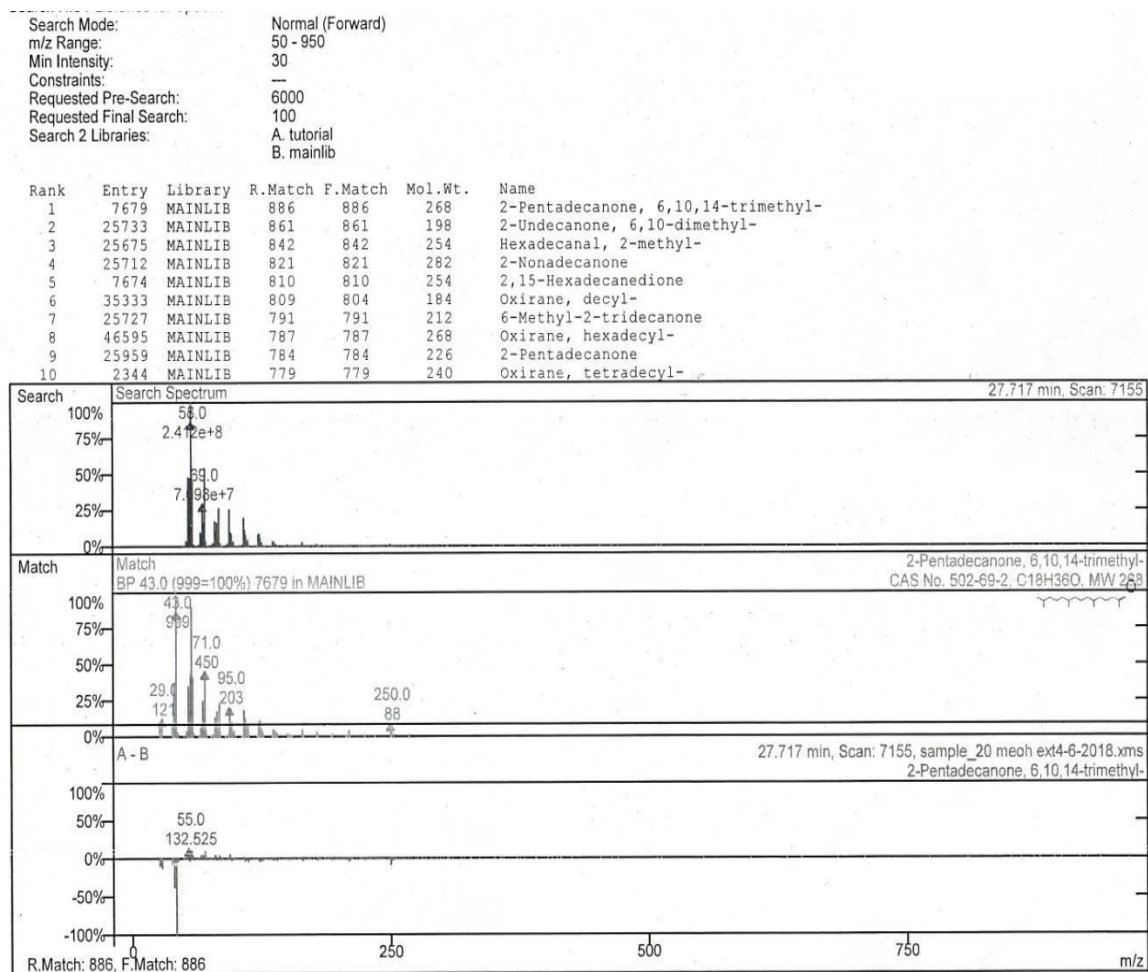 Search Mode: Normal (Forward)
m/z Range: 50 - 950
Min Intensity: 30
Constraints: ---
Requested Pre-Search: 6000
Requested Final Search: 100
Search 2 Libraries: A. tutorial
B. mainlib
Rank Entry Library R.Match F.Match Mol.Wt. Name
1 7679 MAINLIB 886 886 268 2-Pentadecanone, 6,10,14-trimethyl-
2 25733 MAINLIB 861 861 198 2-Undecanone, 6,10-dimethyl-
3 25675 MAINLIB 842 842 254 Hexadecanal, 2-methyl-
4 25712 MAINLIB 821 821 282 2-Nonadecanone
5 7674 MAINLIB 810 810 254 2,15-Hexadecanedione
6 35333 MAINLIB 809 804 184 Oxirane, decyl-
7 25727 MAINLIB 791 791 212 6-Methyl-2-tridecanone
8 46595 MAINLIB 787 787 268 Oxirane, hexadecyl-
9 25959 MAINLIB 784 784 226 2-Pentadecanone
10 2344 MAINLIB 779 779 240 Oxirane, tetradecyl-
Search Search Spectrum 27.717 min, Scan: 7155
100% 58.0
75% 2.412e+8
50% 69.0
25%
0%
Match Match 2-Pentadecanone, 6,10,14-trimethyl-
BP 43.0 (999=100%) 7679 in MAINLIB CAS No. 502-69-2, C18H36O, MW 268
O
100% 43.0
999
75% 71.0
50% 450 95.0
25% 29.0 203 250.0
121 88
0%
A - B 27.717 min, Scan: 7155, sample_20 meoh ext4-6-2018.xms
2-Pentadecanone, 6,10,14-trimethyl-
100%
50% 55.0
132.525
0%
-50%
-100%
0 250 500 750 m/z
R.Match: 886, F.Match: 886